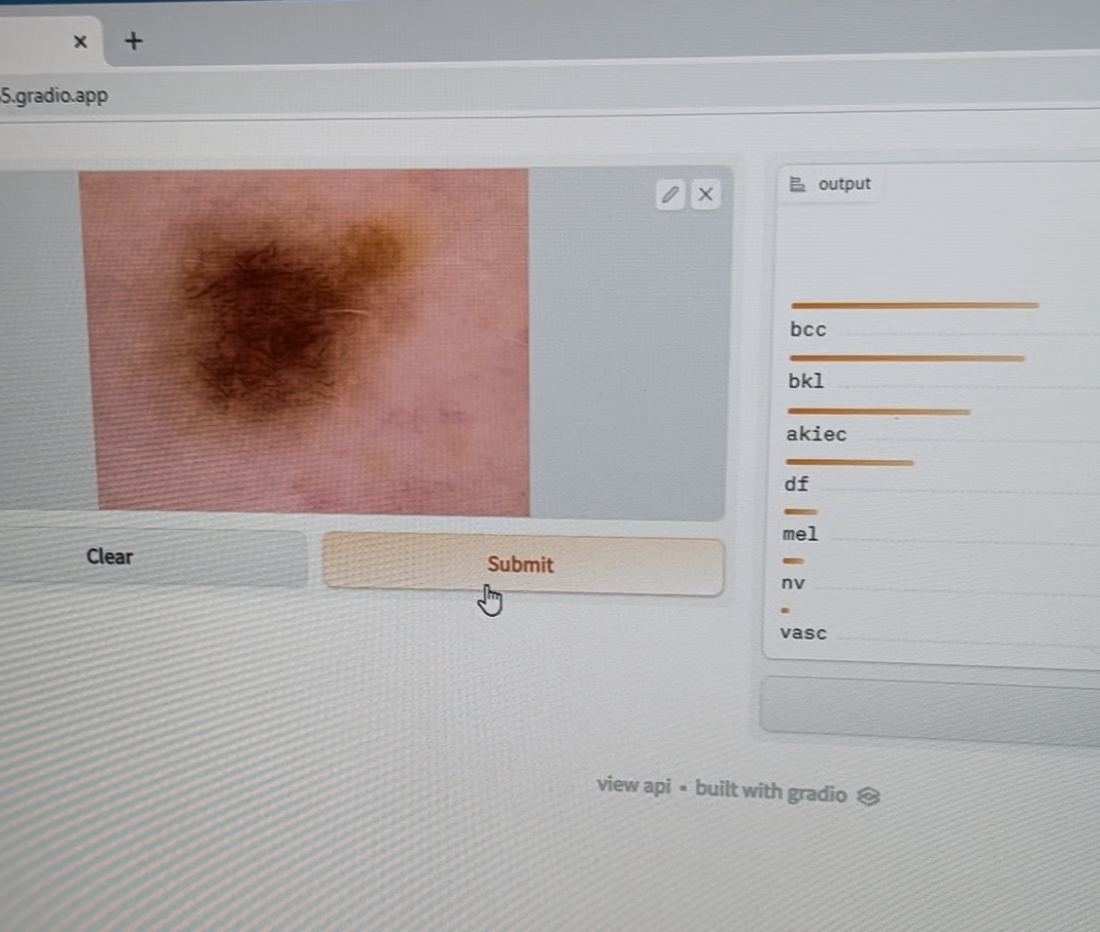 5.gradio.app
output
bcc
bkl
akiec
df
mel
nv
vasc
Clear
Submit
view api • built with gradio